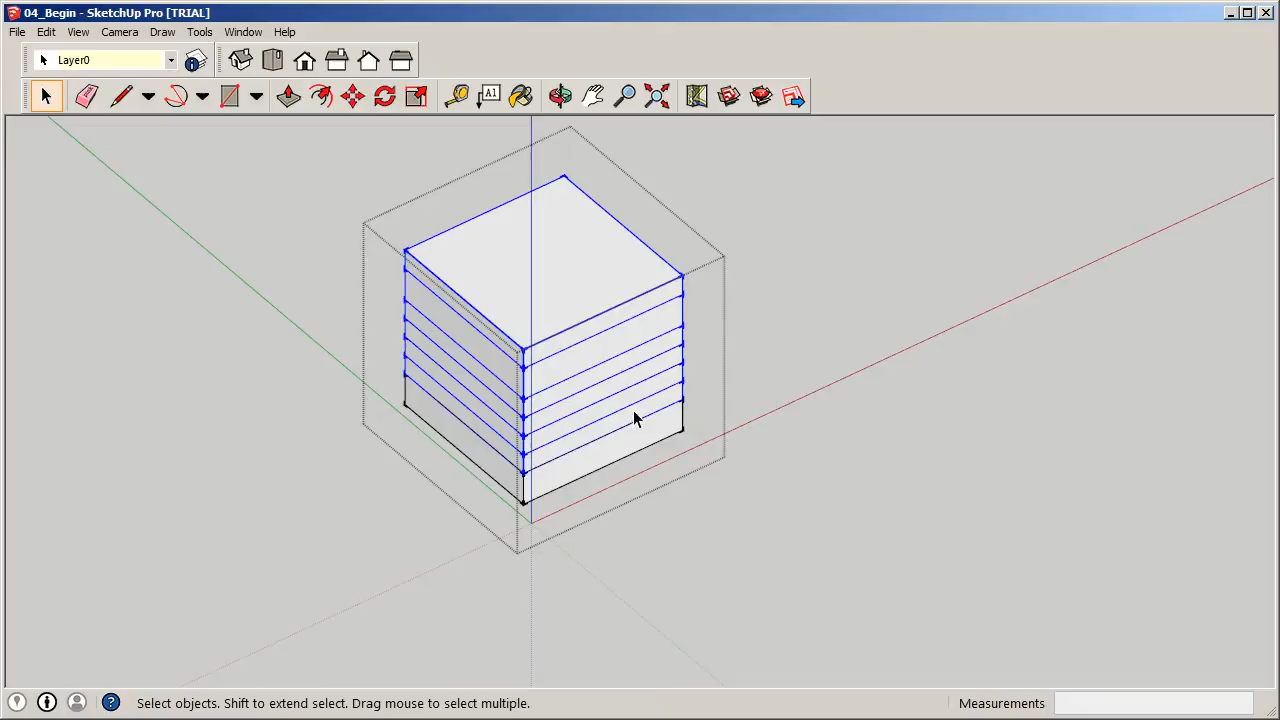 04_Begin - SketchUp Pro [TRIAL]
File Edit View Camera Draw Tools Window Help
Layer0
A1
Select objects. Shift to extend select. Drag mouse to select multiple.
Measurements